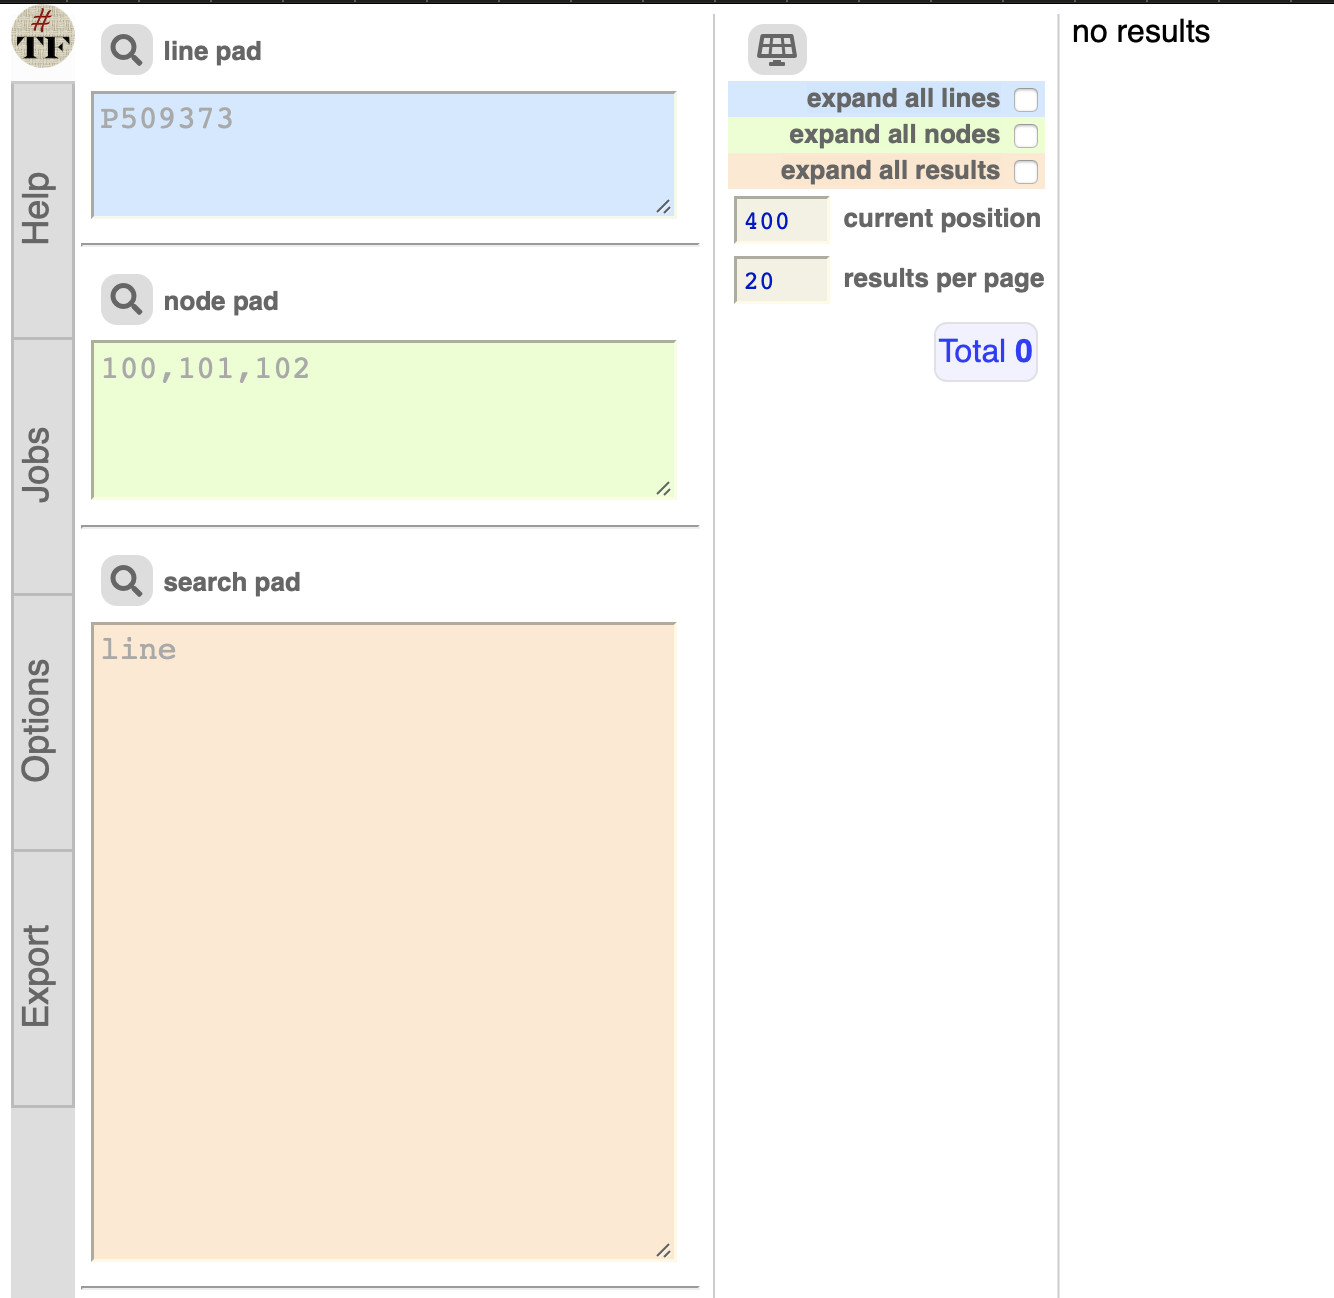 #
TF
Help
Jobs
Options
Export
line pad
P509373
node pad
100,101,102
search pad
line
expand all lines
expand all nodes
expand all results
400 current position
20 results per page
Total 0
no results